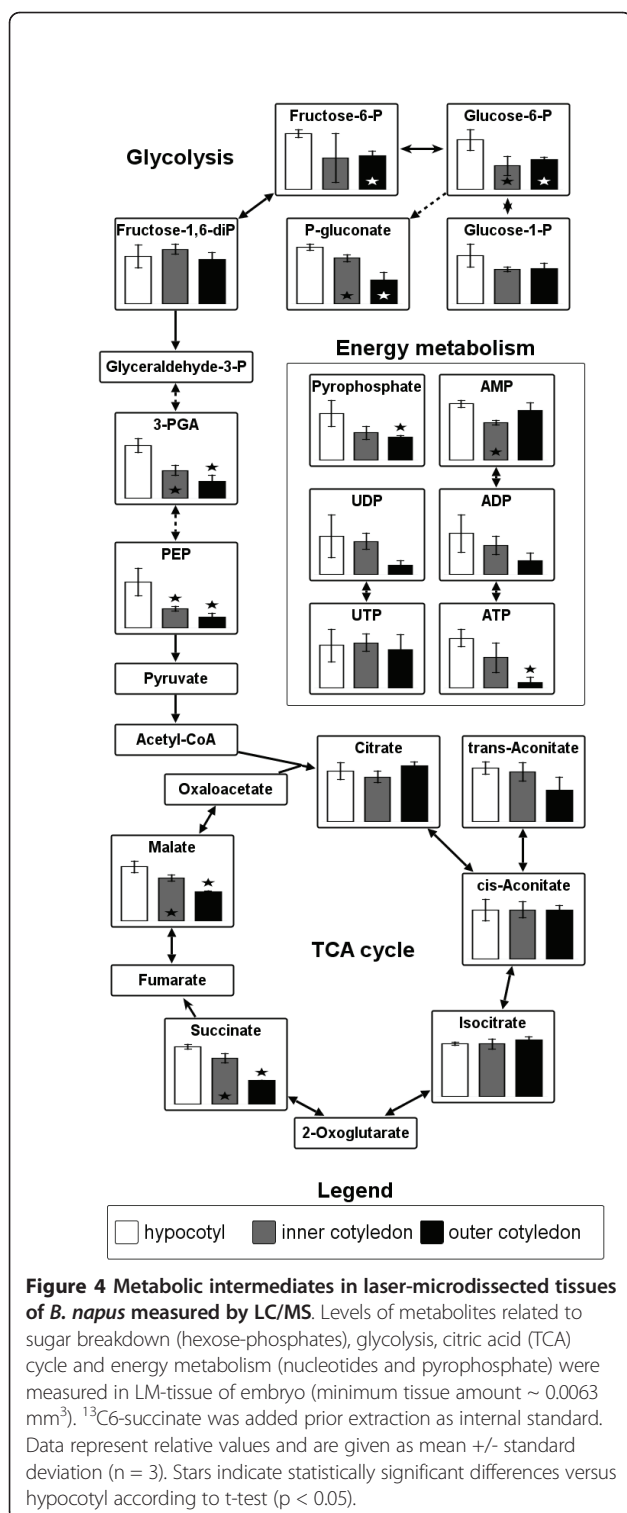 Fructose-6-P
Glucose-6-P
Glycolysis
Fructose-1,6-diP
P-gluconate
Glucose-1-P
Glyceraldehyde-3-P
Energy metabolism
Pyrophosphate
AMP
3-PGA
UDP
ADP
PEP
UTP
ATP
Pyruvate
Acetyl-CoA
Citrate
trans-Aconitate
Oxaloacetate
Malate
cis-Aconitate
TCA cycle
Fumarate
Succinate
Isocitrate
2-Oxoglutarate
Legend
hypocotyl
inner cotyledon
outer cotyledon
Figure 4 Metabolic intermediates in laser-microdissected tissues
of B. napus measured by LC/MS. Levels of metabolites related to
sugar breakdown (hexose-phosphates), glycolysis, citric acid (TCA)
cycle and energy metabolism (nucleotides and pyrophosphate) were
measured in LM-tissue of embryo (minimum tissue amount ~ 0.0063
mm³). ¹³C6-succinate was added prior extraction as internal standard.
Data represent relative values and are given as mean +/- standard
deviation (n = 3). Stars indicate statistically significant differences versus
hypocotyl according to t-test (p < 0.05).